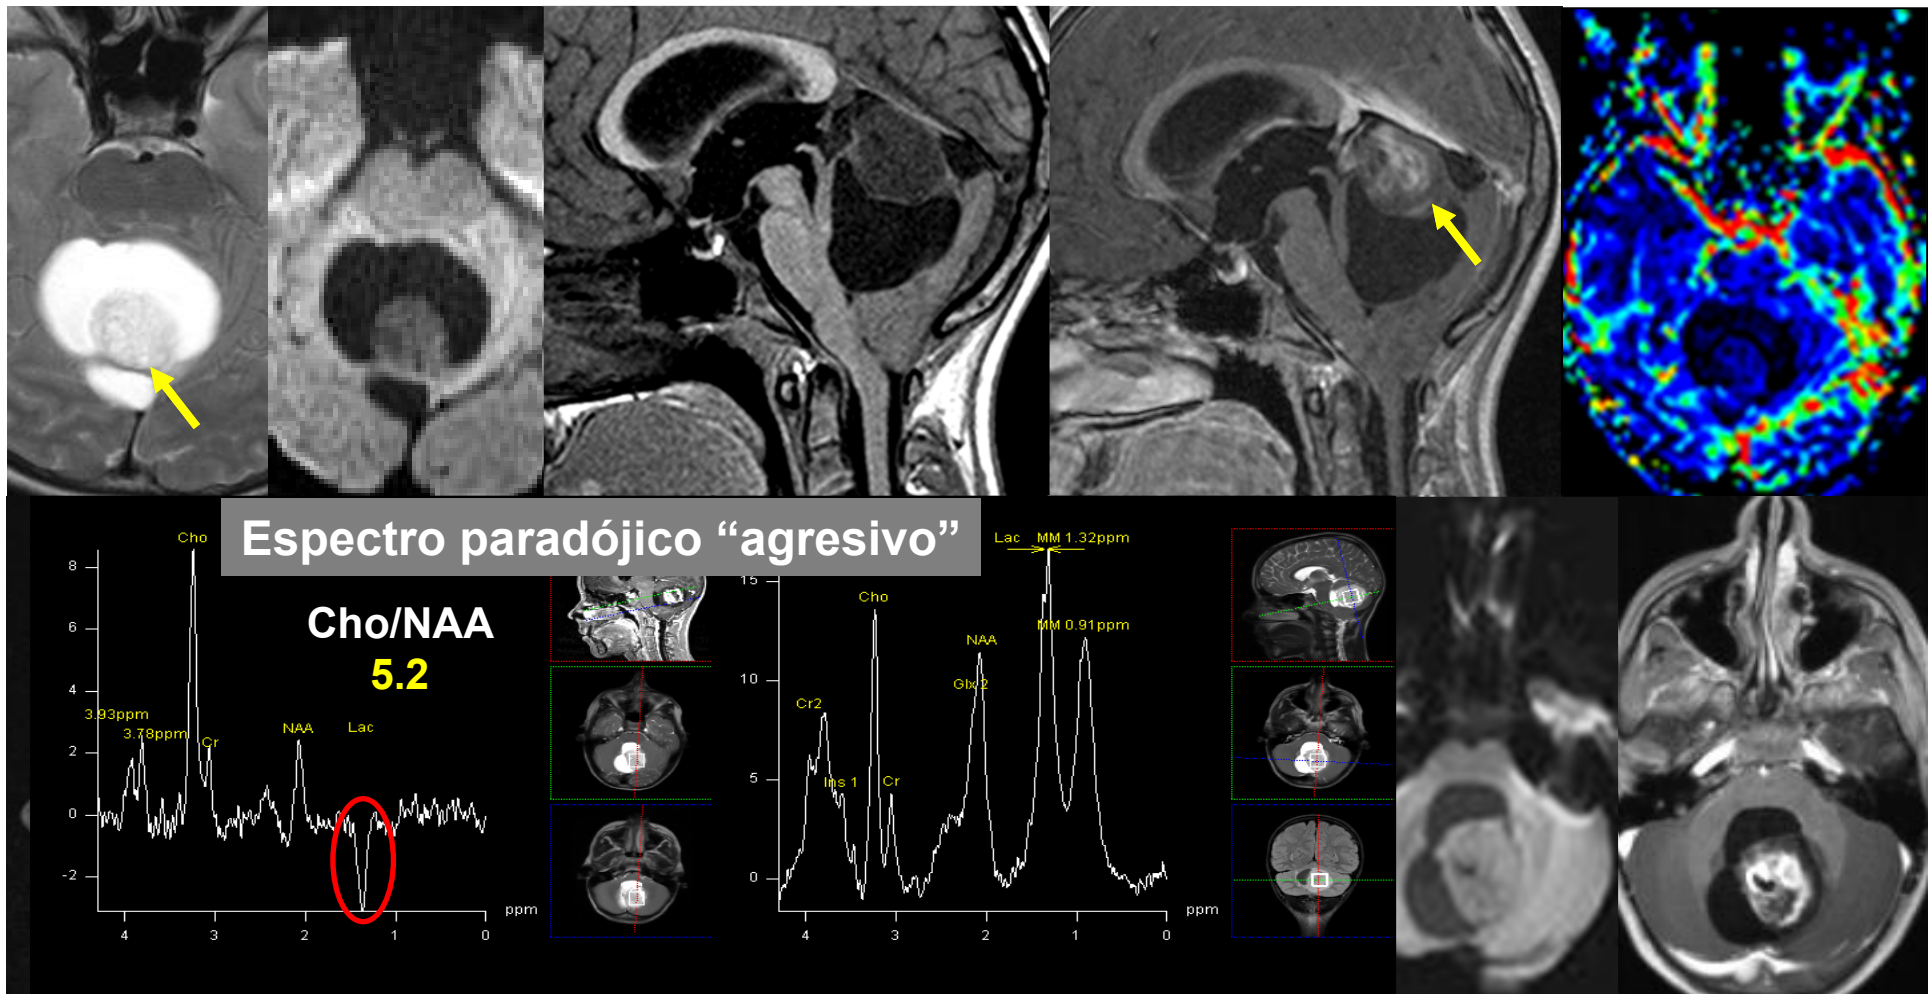 Espectro paradójico “agresivo”
Cho/NAA
5.2
Cho
3.93ppm
3.78ppm
Cr
NAA
Lac
8
6
4
2
0
-2
4
3
2
1
0
ppm
Lac MM 1.32ppm
Cho
MM 0.91ppm
NAA
Glx 2
Cr2
Ins 1
Cr
15
10
5
0
4
3
2
1
0
ppm